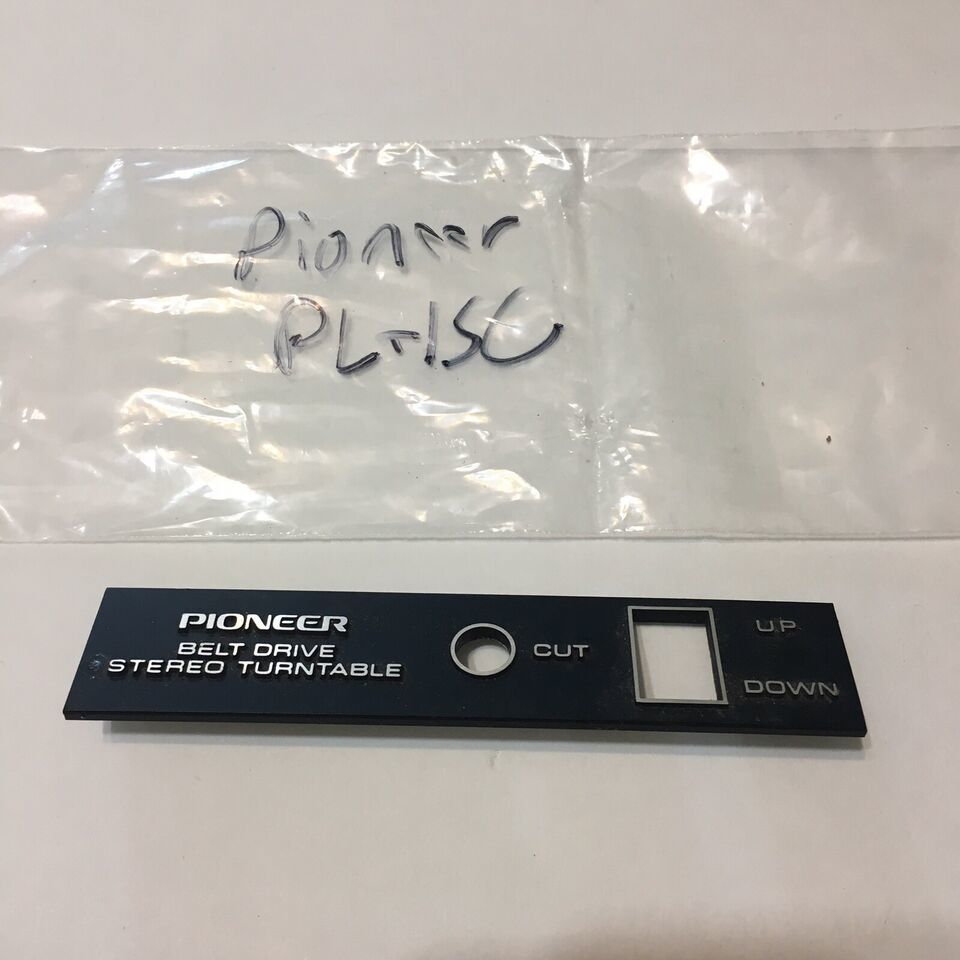 Pioneer
PL-15C
PIONEER
BELT DRIVE
STEREO TURNTABLE
CUT
UP
DOWN